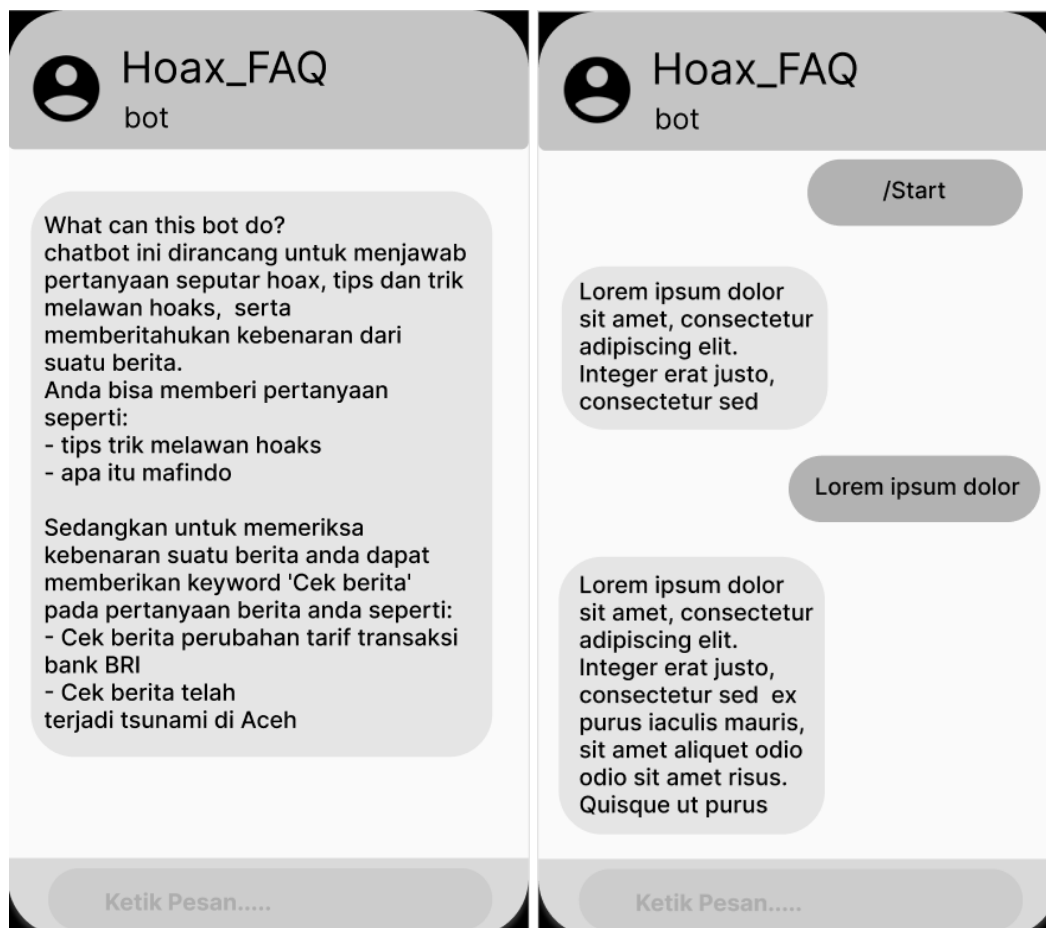 Hoax_FAQ
bot
What can this bot do?
chatbot ini dirancang untuk menjawab
pertanyaan seputar hoax, tips dan trik
melawan hoaks,  serta
memberitahukan kebenaran dari
suatu berita.
Anda bisa memberi pertanyaan
seperti:
- tips trik melawan hoaks
- apa itu mafindo
Sedangkan untuk memeriksa
kebenaran suatu berita anda dapat
memberikan keyword 'Cek berita'
pada pertanyaan berita anda seperti:
- Cek berita perubahan tarif transaksi
bank BRI
- Cek berita telah
terjadi tsunami di Aceh
Ketik Pesan.....
Hoax_FAQ
bot
/Start
Lorem ipsum dolor
sit amet, consectetur
adipiscing elit.
Integer erat justo,
consectetur sed
Lorem ipsum dolor
Lorem ipsum dolor
sit amet, consectetur
adipiscing elit.
Integer erat justo,
consectetur sed  ex
purus iaculis mauris,
sit amet aliquet odio
odio sit amet risus.
Quisque ut purus
Ketik Pesan.....